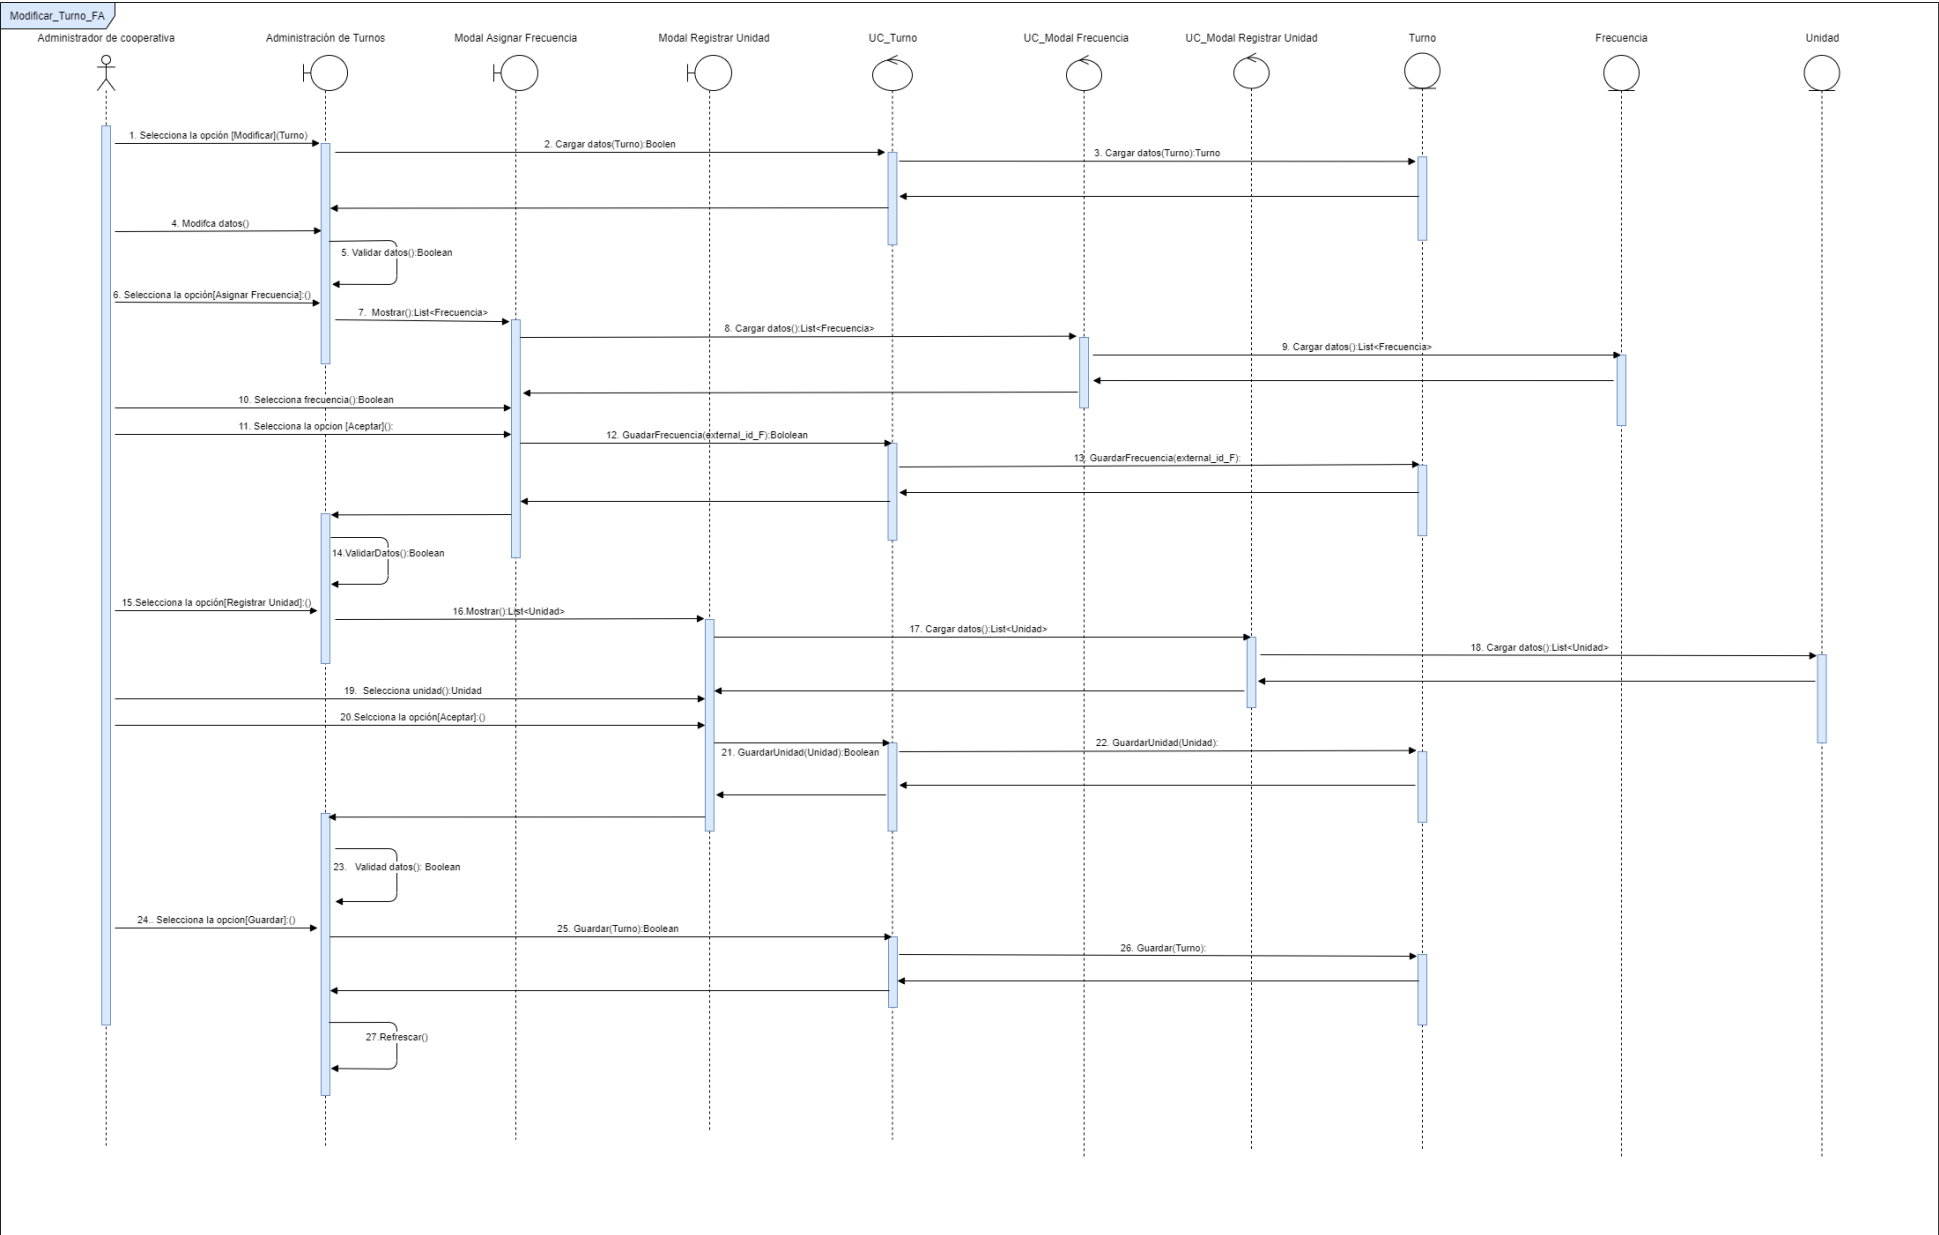 Modificar_Turno_FA
Administrador de cooperativa
Administración de Turnos
Modal Asignar Frecuencia
Modal Registrar Unidad
UC_Turno
UC_Modal Frecuencia
UC_Modal Registrar Unidad
Turno
Frecuencia
Unidad
1. Selecciona la opción [Modificar](Turno)
2. Cargar datos(Turno):Boolen
3. Cargar datos(Turno):Turno
4. Modifca datos()
5. Validar datos():Boolean
6. Selecciona la opción[Asignar Frecuencia]:()
7. Mostrar():List<Frecuencia>
8. Cargar datos():List<Frecuencia>
9. Cargar datos():List<Frecuencia>
10. Selecciona frecuencia():Boolean
11. Selecciona la opcion [Aceptar]():
12. GuadarFrecuencia(external_id_F):Bololean
13. GuardarFrecuencia(external_id_F):
14.ValidarDatos():Boolean
15.Selecciona la opción[Registrar Unidad]:()
16.Mostrar():List<Unidad>
17. Cargar datos():List<Unidad>
18. Cargar datos():List<Unidad>
19. Selecciona unidad():Unidad
20.Selcciona la opción[Aceptar]:()
21. GuardarUnidad(Unidad):Boolean
22. GuardarUnidad(Unidad):
23. Validad datos(): Boolean
24.. Selecciona la opcion[Guardar]:()
25. Guardar(Turno):Boolean
26. Guardar(Turno):
27.Refrescar()